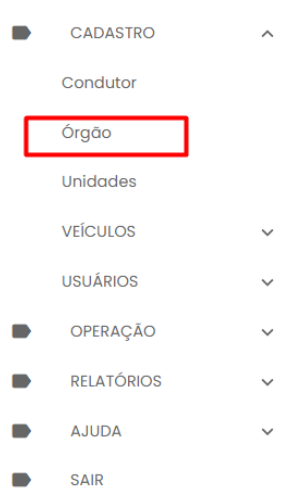 CADASTRO
Condutor
Órgão
Unidades
VEÍCULOS
USUÁRIOS
OPERAÇÃO
RELATÓRIOS
AJUDA
SAIR